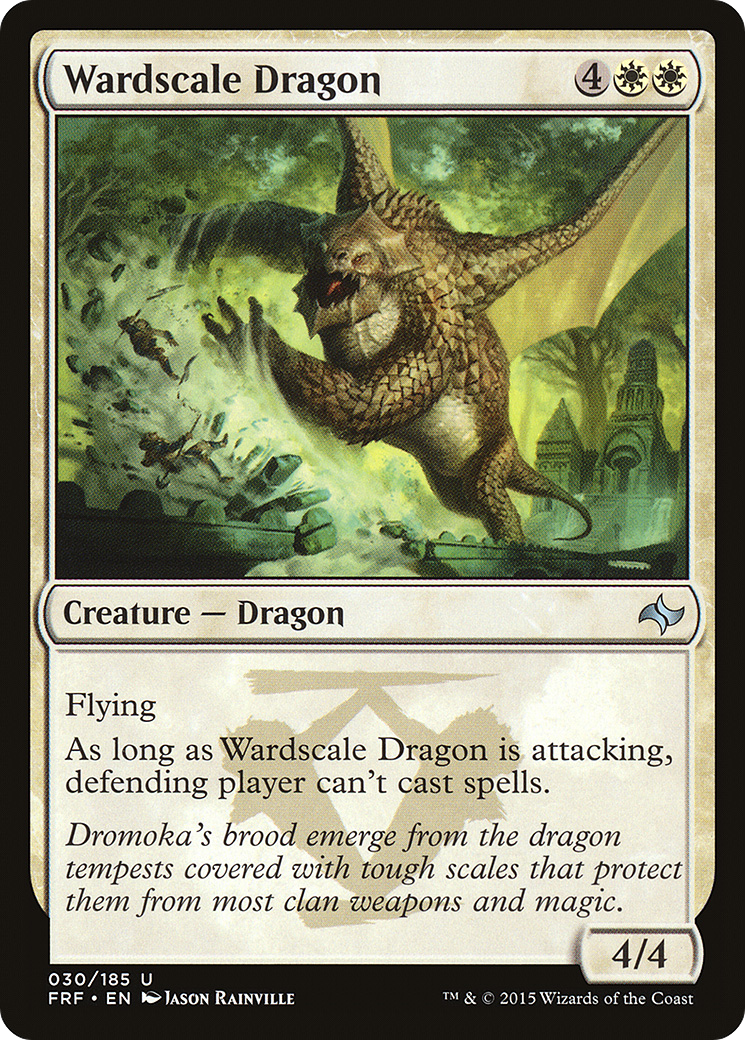 Wardscale Dragon 4
Creature — Dragon
Flying
As long as Wardscale Dragon is attacking,
defending player can't cast spells.
Dromoka's brood emerge from the dragon
tempests covered with tough scales that protect
them from most clan weapons and magic.
4/4
030/185 U
FRF • EN Jason Rainville
™ & © 2015 Wizards of the Coast